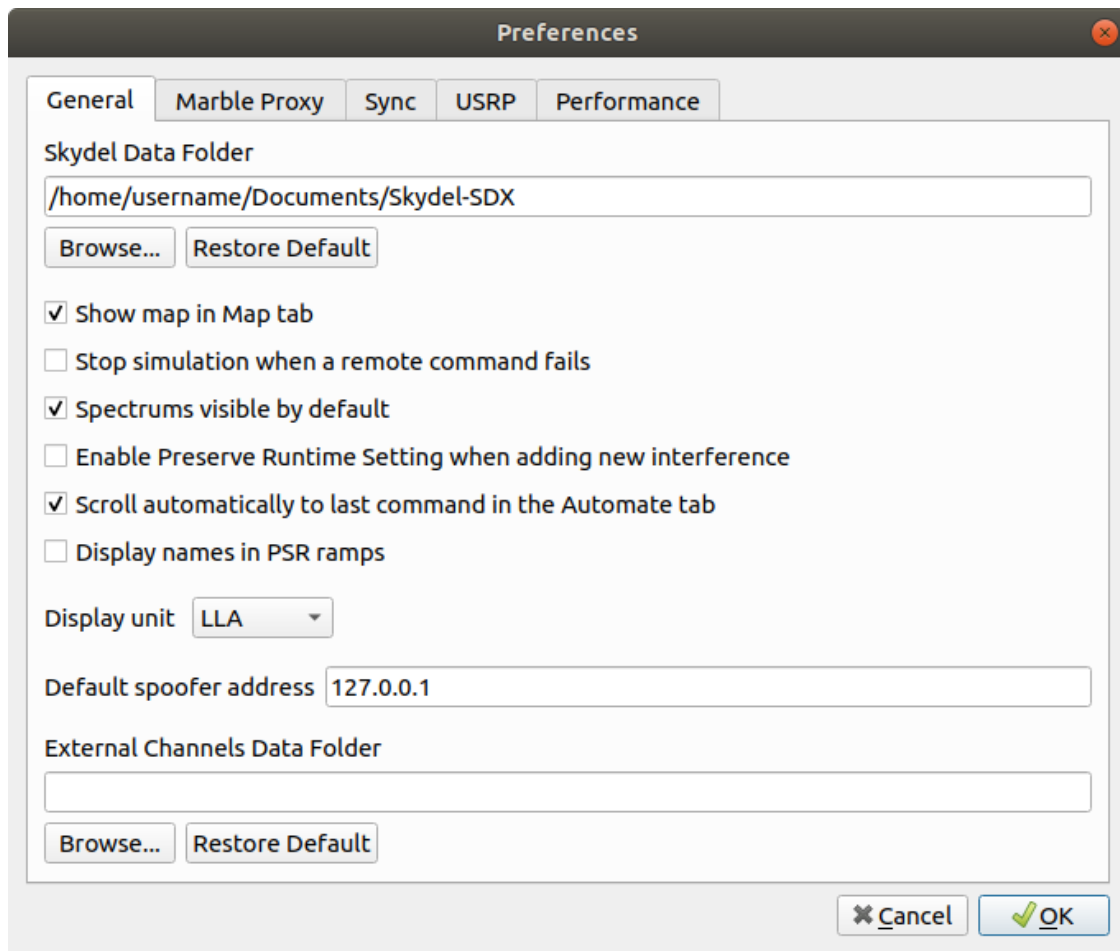 Preferences
General Marble Proxy Sync USRP Performance
Skydel Data Folder
/home/username/Documents/Skydel-SDX
Browse... Restore Default
Show map in Map tab
Stop simulation when a remote command fails
Spectrums visible by default
Enable Preserve Runtime Setting when adding new interference
Scroll automatically to last command in the Automate tab
Display names in PSR ramps
Display unit LLA
Default spoofer address 127.0.0.1
External Channels Data Folder
Browse... Restore Default
Cancel OK